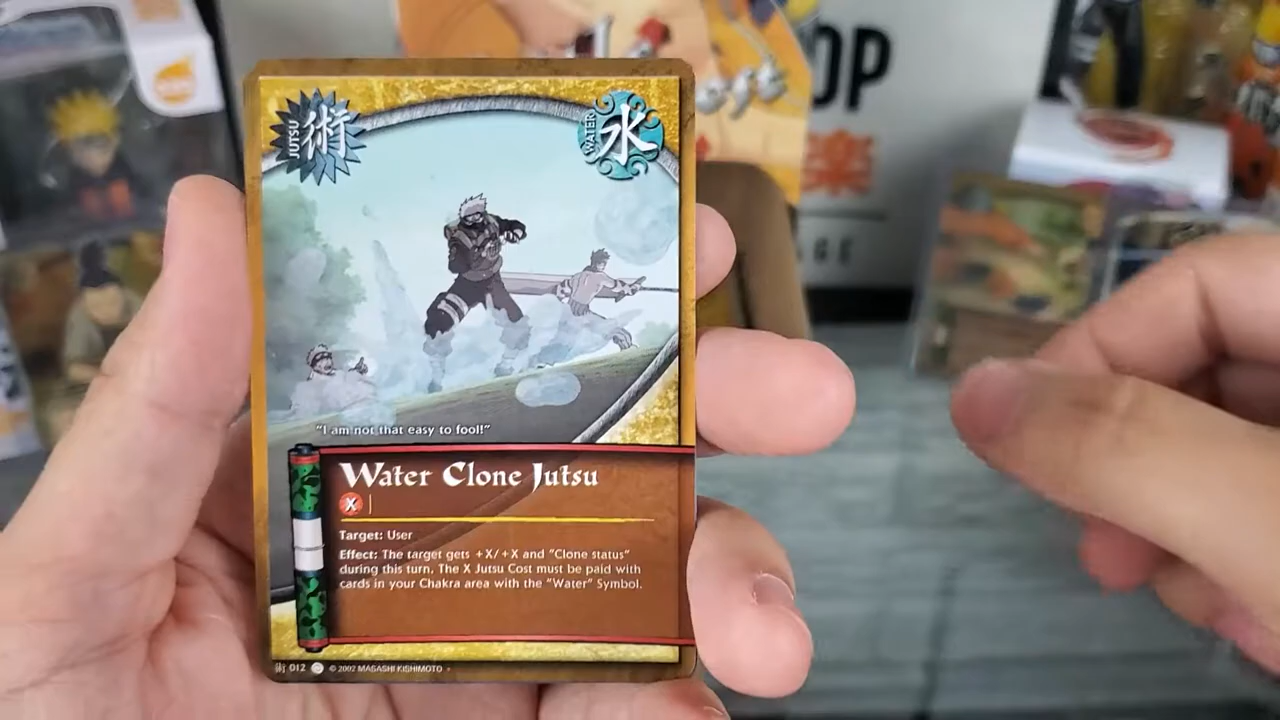 JUTSU 術
WATER 水
OP
楽
"I am not that easy to fool!"
Water Clone Jutsu
X
Target: User
Effect: The target gets +X/+X and "Clone status"
during this turn. The X Jutsu Cost must be paid with
cards in your Chakra area with the "Water" Symbol.
術 012 © 2002 MASASHI KISHIMOTO